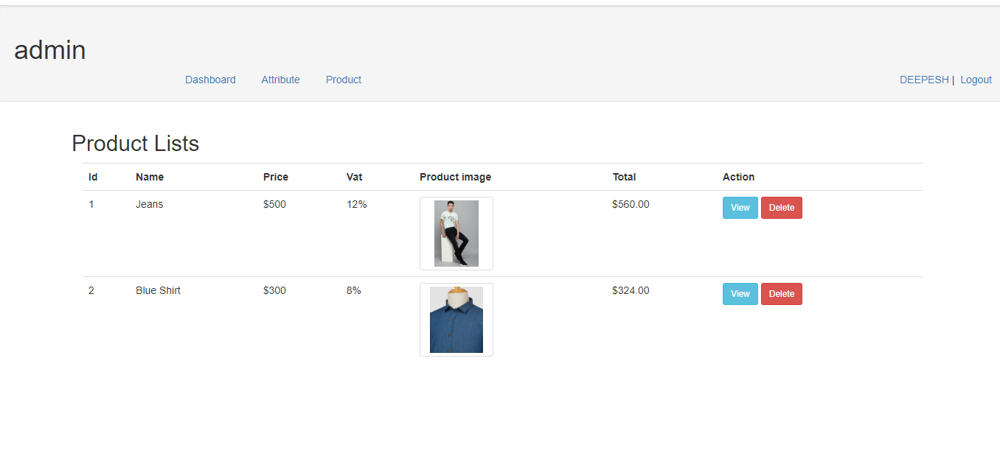 admin
Dashboard Attribute Product DEEPESH | Logout
Product Lists
Id Name Price Vat Product image Total Action
1 Jeans $500 12% $560.00 View Delete
2 Blue Shirt $300 8% $324.00 View Delete